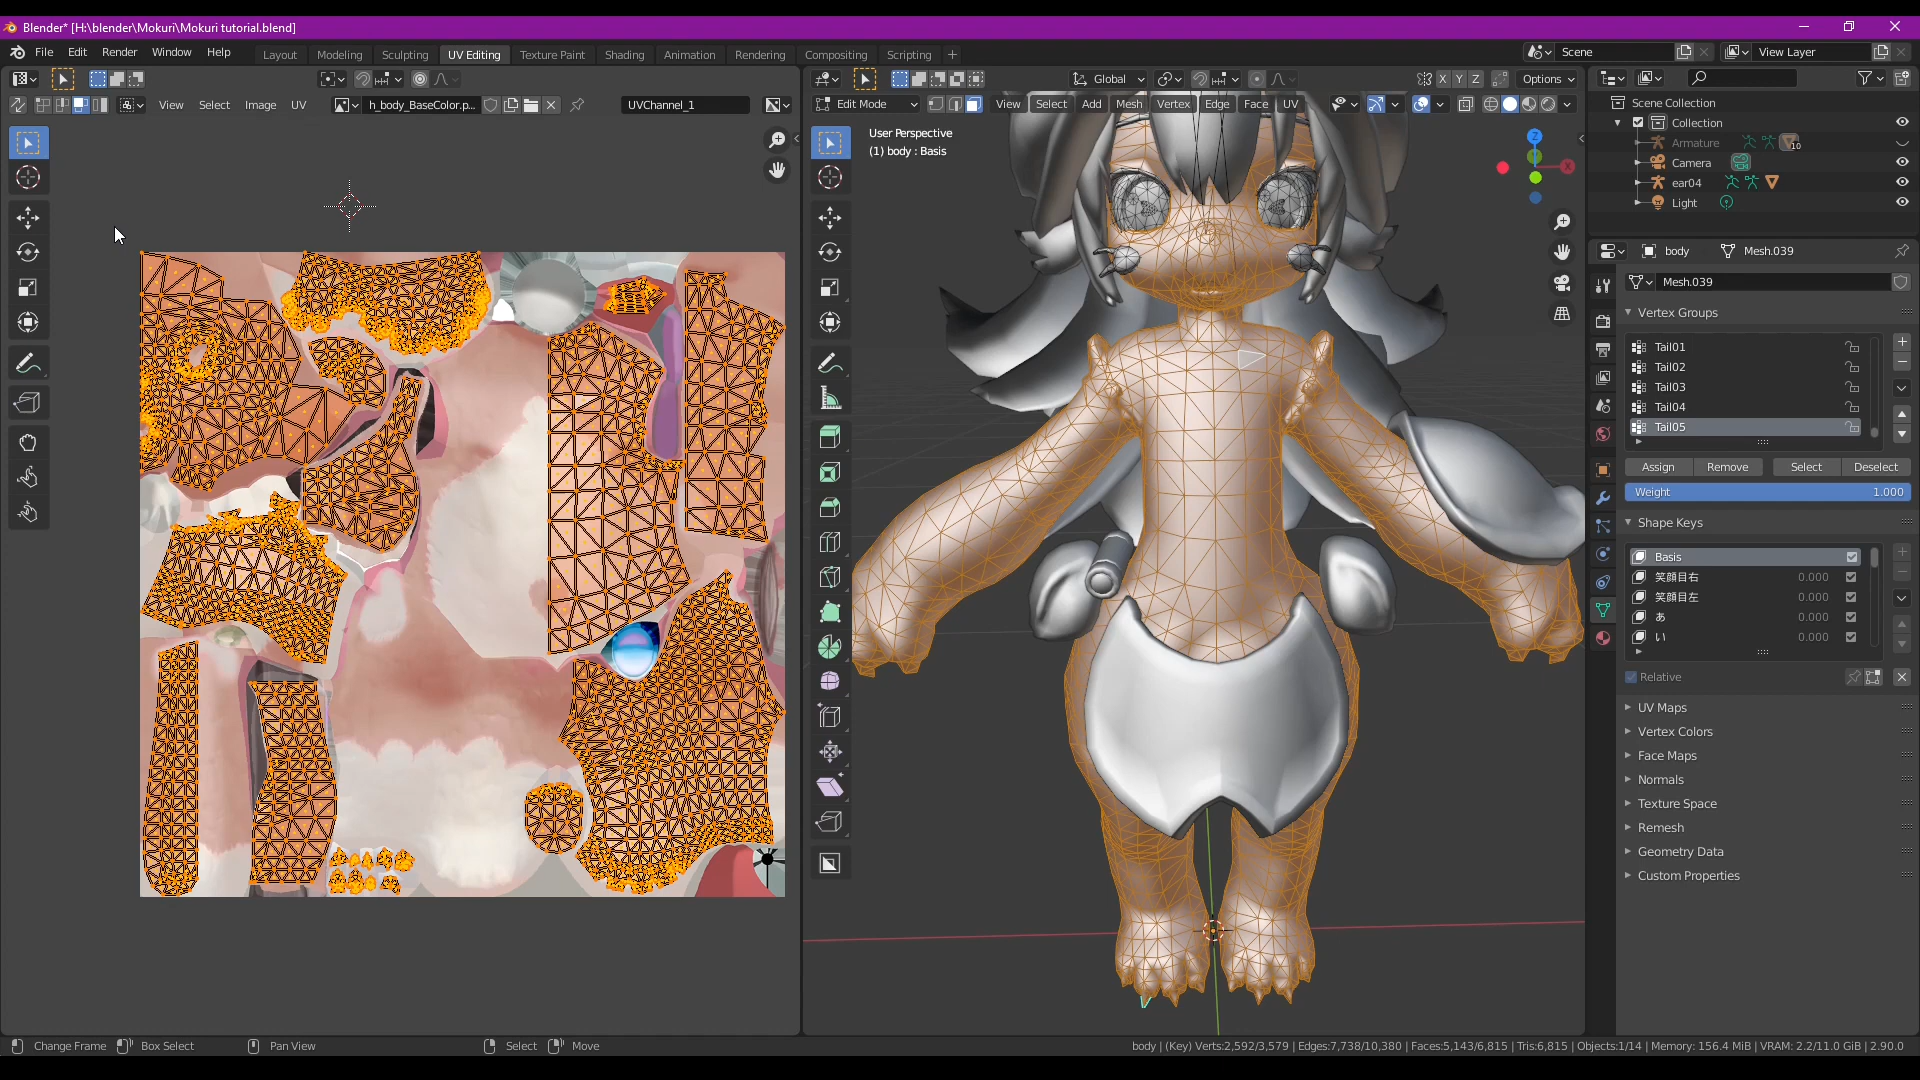 Blender* [H:\blender\Mokuri\Mokuri tutorial.blend]
File Edit Render Window Help
Layout Modeling Sculpting UV Editing Texture Paint Shading Animation Rendering Compositing Scripting +
Scene
View Layer
Global
Options
View Select Image UV
h_body_BaseColor.p...
UVChannel_1
Edit Mode
View Select Add Mesh Vertex Edge Face UV
User Perspective
(1) body : Basis
X Y Z
Z
Scene Collection
Collection
Armature
10
Camera
ear04
Light
body
Mesh.039
Mesh.039
Vertex Groups
Tail01
Tail02
Tail03
Tail04
Tail05
Assign Remove Select Deselect
Weight 1.000
Shape Keys
Basis
笑顔目右 0.000
笑顔目左 0.000
あ 0.000
い 0.000
Relative
UV Maps
Vertex Colors
Face Maps
Normals
Texture Space
Remesh
Geometry Data
Custom Properties
Change Frame Box Select Pan View Select Move
body | (Key) Verts:2,592/3,579 | Edges:7,738/10,380 | Faces:5,143/6,815 | Tris:6,815 | Objects:1/14 | Memory: 156.4 MiB | VRAM: 2.2/11.0 GiB | 2.90.0